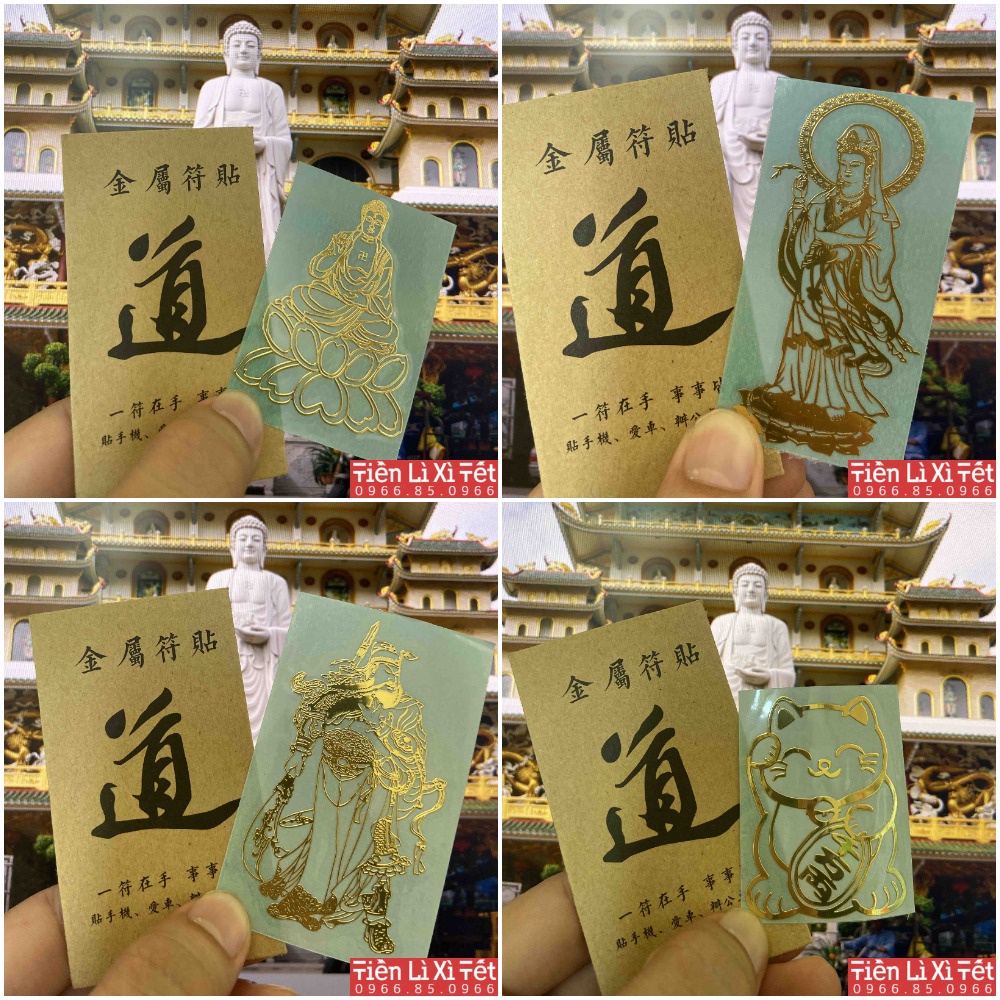 金屬符貼
道
一符在手 事事
貼手機、愛車、
Tiền Lì Xì Tết
0966.85.0966
金屬符貼
道
一符在手 事事皆
貼手機、愛車、辦公
Tiền Lì Xì Tết
0966.85.0966
金屬符貼
道
一符在手 事事
貼手機、愛車、
Tiền Lì Xì Tết
0966.85.0966
金屬符貼
道
一符在手 事事
貼手機、愛車、辦公
Tiền Lì Xì Tết
0966.85.0966